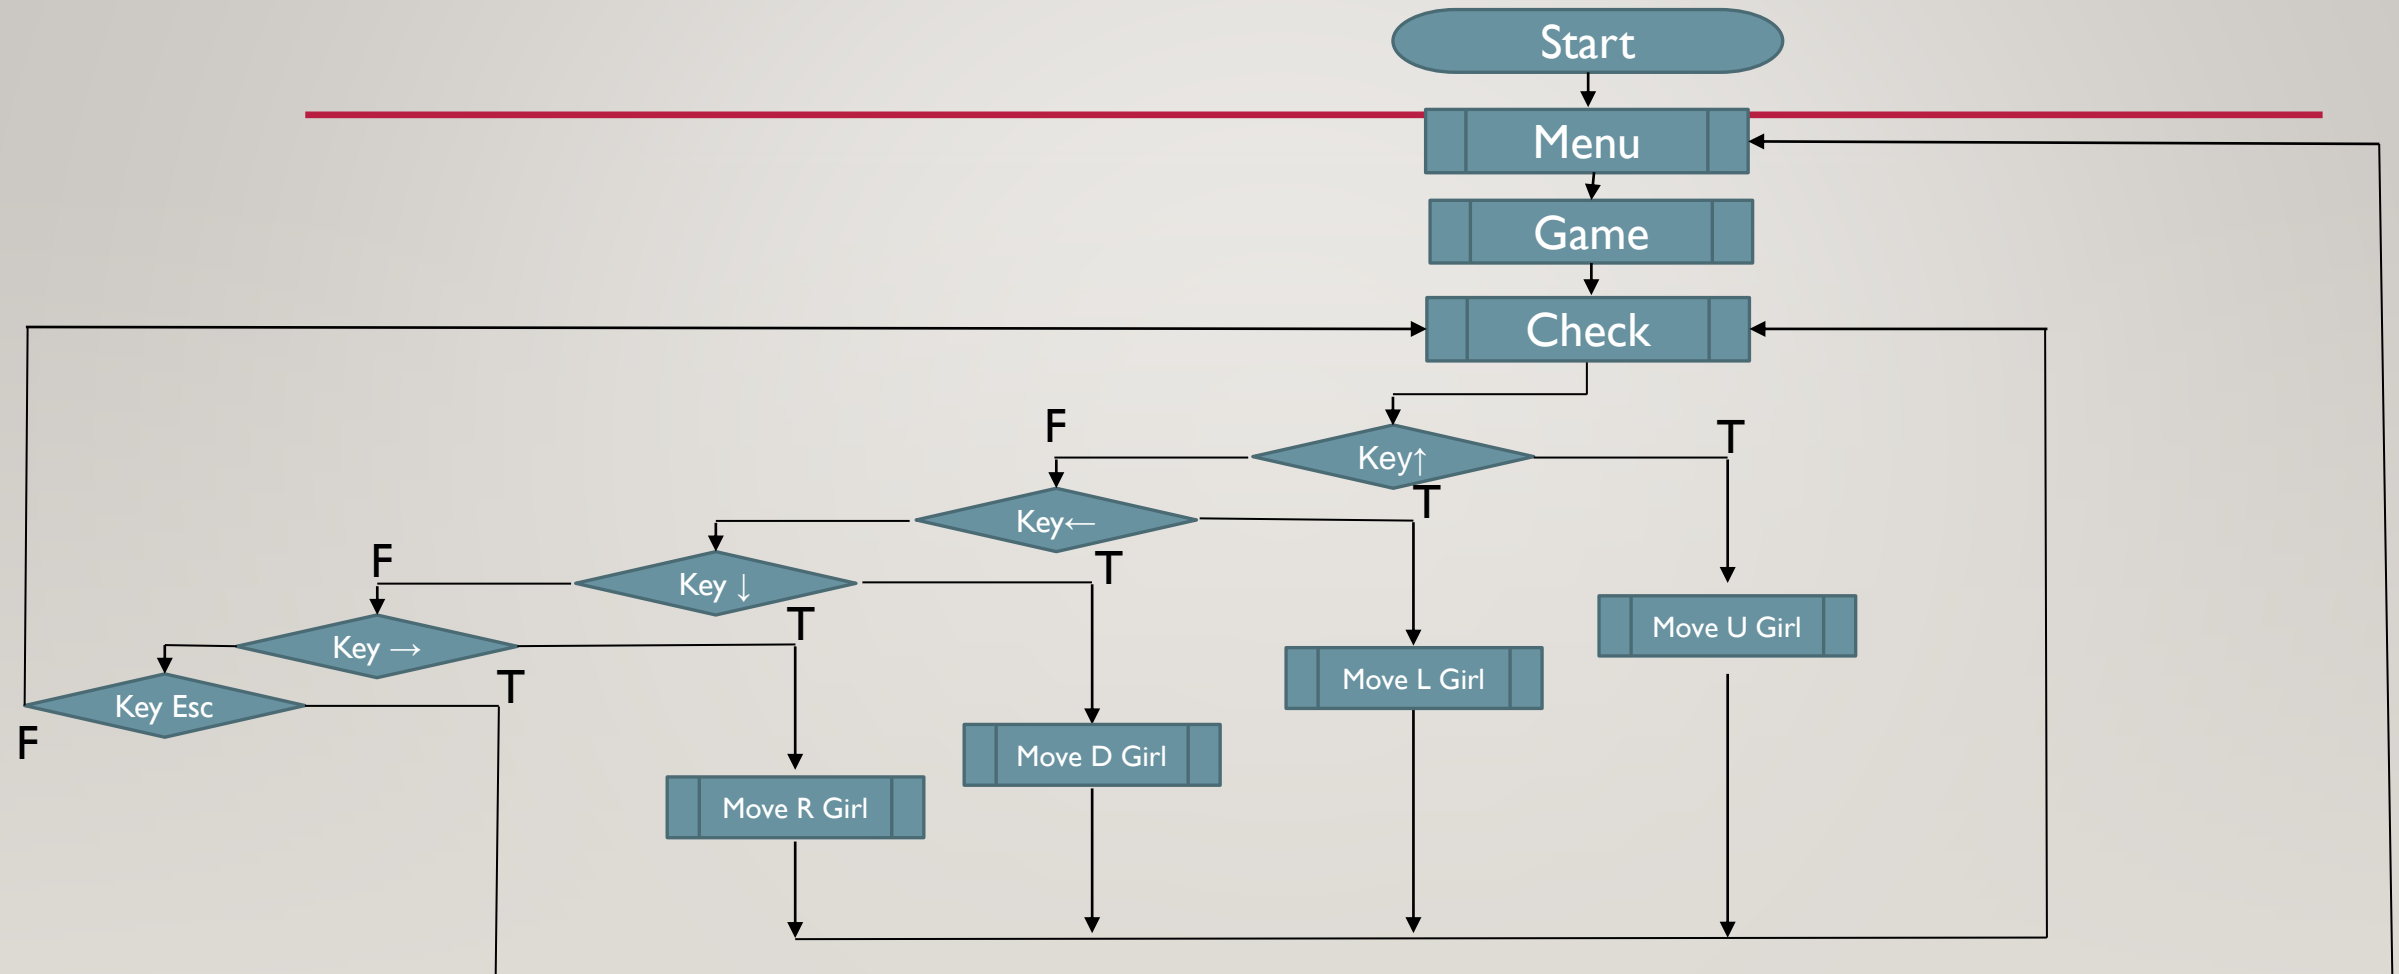 Start
Menu
Game
Check
F
T
Key↑
T
Key←
F
T
Key ↓
T
Key →
T
Key Esc
F
Move U Girl
Move L Girl
Move D Girl
Move R Girl